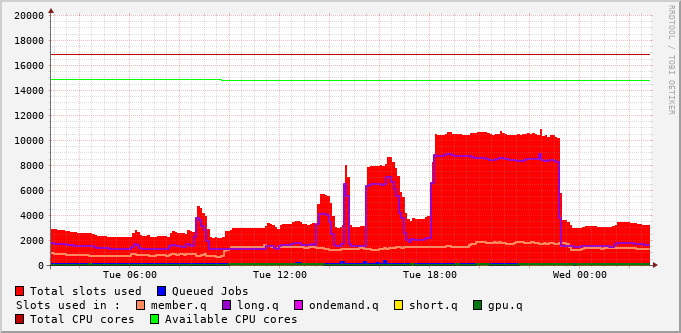 RRDTOOL / TOBI OETIKER
20000
18000
16000
14000
12000
10000
8000
6000
4000
2000
0
Tue 06:00 Tue 12:00 Tue 18:00 Wed 00:00
Total slots used Queued Jobs
Slots used in : member.q long.q ondemand.q short.q gpu.q
Total CPU cores Available CPU cores